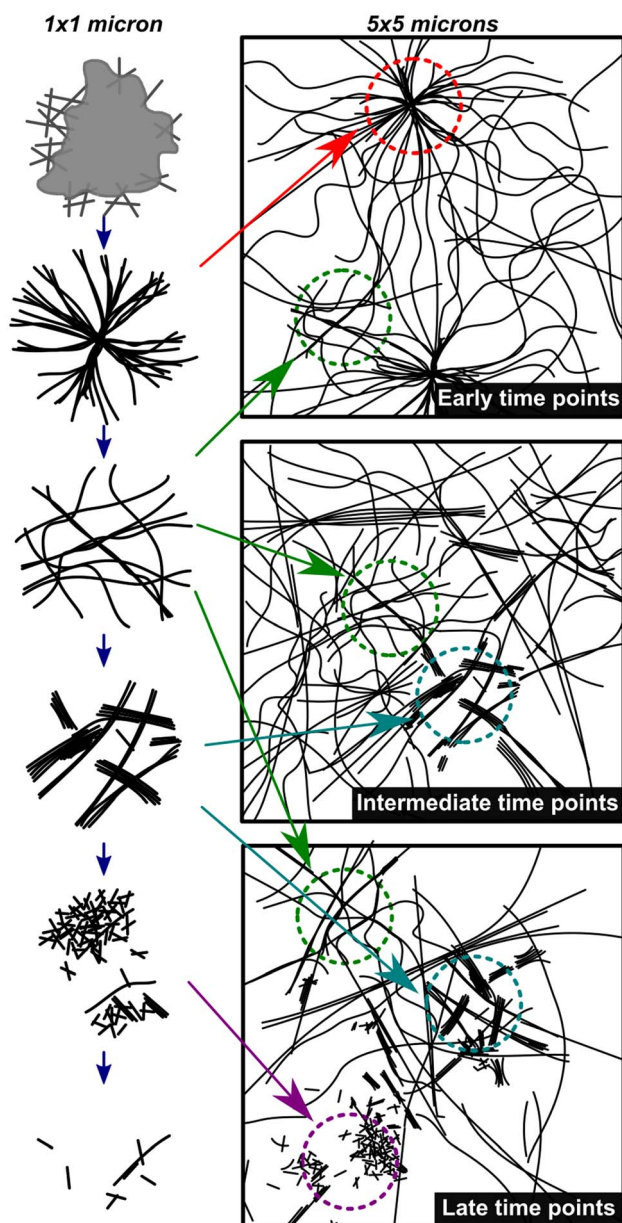 1x1 micron
5x5 microns
Early time points
Intermediate time points
Late time points